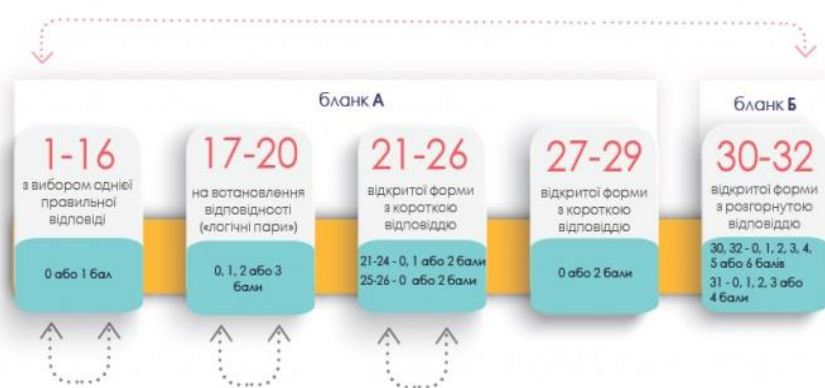 бланк А
бланк Б
1-16
з вибором однієї
правильної
відповіді
0 або 1 бал
17-20
на встановлення
відповідності
(«логічні пари»)
0, 1, 2 або 3
бали
21-26
відкритої форми
з короткою
відповіддю
21-24 - 0, 1 або 2 бали
25-26 - 0 або 2 бали
27-29
відкритої форми
з короткою
відповіддю
0 або 2 бали
30-32
відкритої форми
з розгорнутою
відповіддю
30, 32 - 0, 1, 2, 3, 4,
5 або 6 балів
31 - 0, 1, 2, 3 або
4 бали